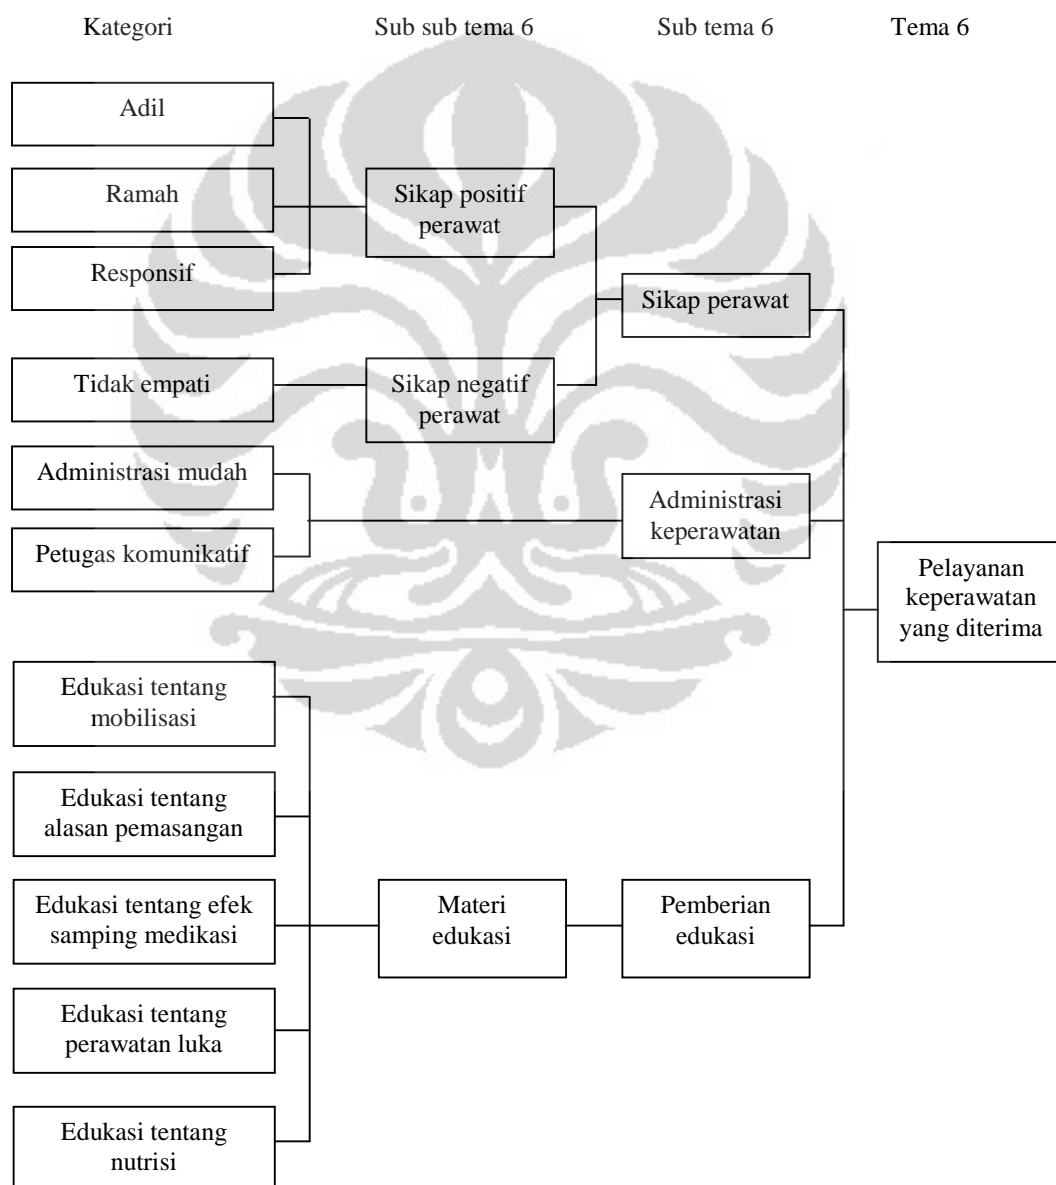 Kategori
Sub sub tema 6
Sub tema 6
Tema 6
Adil
Ramah
Responsif
Tidak empati
Administrasi mudah
Petugas komunikatif
Edukasi tentang
mobilisasi
Edukasi tentang
alasan pemasangan
Edukasi tentang efek
samping medikasi
Edukasi tentang
perawatan luka
Edukasi tentang
nutrisi
Sikap positif
perawat
Sikap negatif
perawat
Materi
edukasi
Sikap perawat
Administrasi
keperawatan
Pemberian
edukasi
Pelayanan
keperawatan
yang diterima